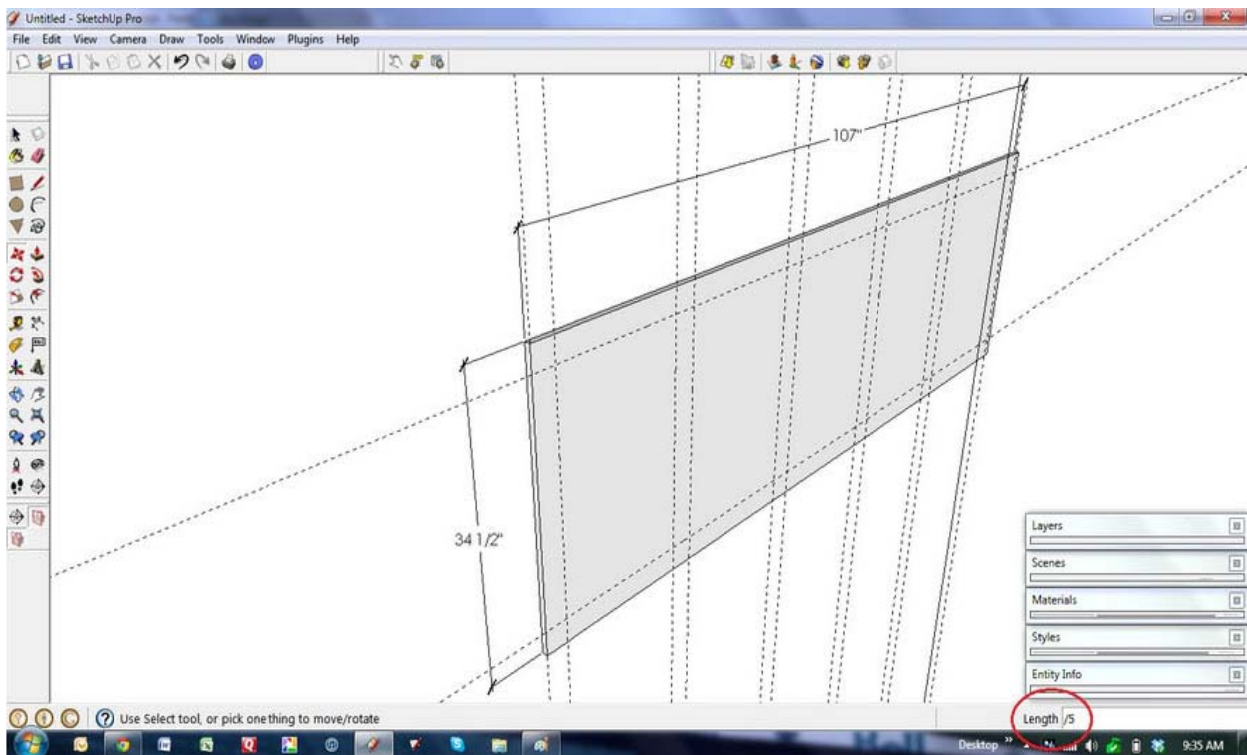 Untitled - SketchUp Pro
File Edit View Camera Draw Tools Window Plugins Help
107"
34 1/2"
Layers
Scenes
Materials
Styles
Entity Info
Use Select tool, or pick one thing to move/rotate
Length /5
Desktop
9:35 AM